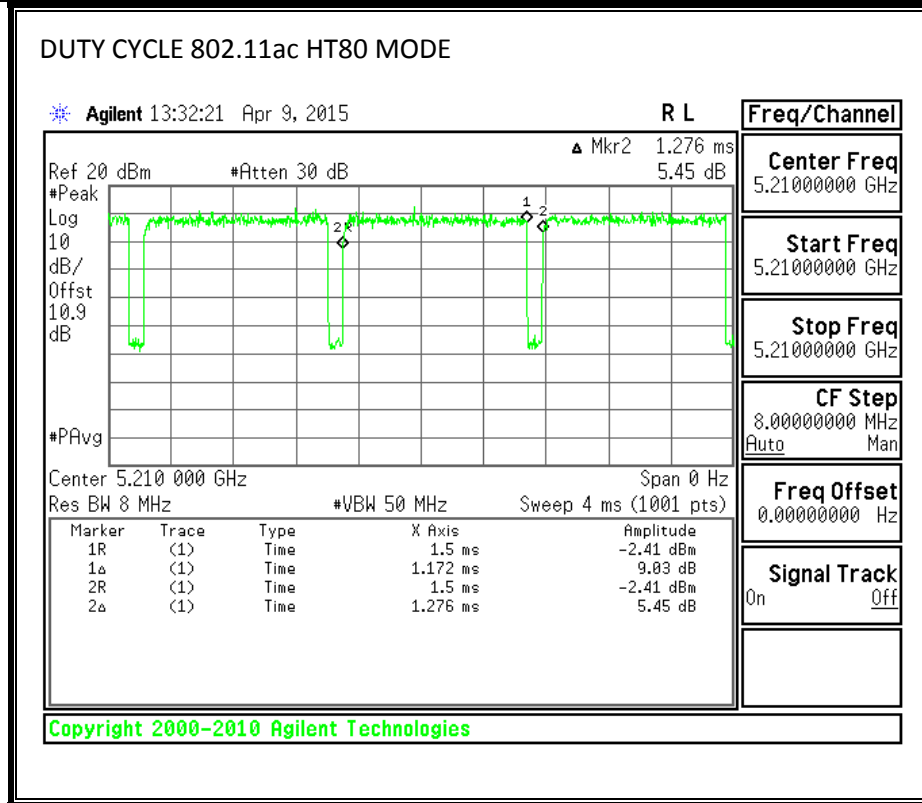 DUTY CYCLE 802.11ac HT80 MODE
Agilent 13:32:21 Apr 9, 2015 R L
Freq/Channel
Δ Mkr2 1.276 ms
Ref 20 dBm #Atten 30 dB 5.45 dB
#Peak
Log
10
dB/
Offst
10.9
dB
#PAvg
1
2
2R
Center 5.210 000 GHz Span 0 Hz
Res BW 8 MHz #VBW 50 MHz Sweep 4 ms (1001 pts)
Marker Trace Type X Axis Amplitude
1R (1) Time 1.5 ms -2.41 dBm
1Δ (1) Time 1.172 ms 9.03 dB
2R (1) Time 1.5 ms -2.41 dBm
2Δ (1) Time 1.276 ms 5.45 dB
Center Freq
5.21000000 GHz
Start Freq
5.21000000 GHz
Stop Freq
5.21000000 GHz
CF Step
8.00000000 MHz
Auto Man
Freq Offset
0.00000000 Hz
Signal Track
On Off
Copyright 2000-2010 Agilent Technologies